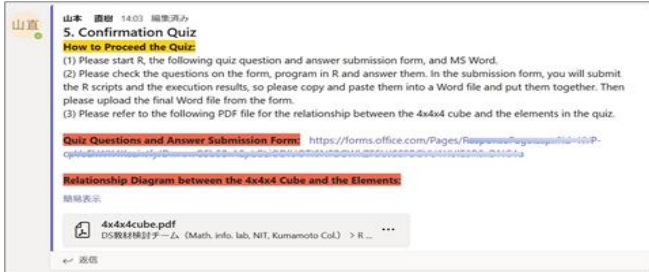 山直
山本 直樹 14:03 編集済み
5. Confirmation Quiz
How to Proceed the Quiz:
(1) Please start R, the following quiz question and answer submission form, and MS Word.
(2) Please check the questions on the form, program in R and answer them. In the submission form, you will submit
the R scripts and the execution results, so please copy and paste them into a Word file and put them together. Then
please upload the final Word file from the form.
(3) Please refer to the following PDF file for the relationship between the 4x4x4 cube and the elements in the quiz.
Quiz Questions and Answer Submission Form: https://forms.office.com/Pages/
Relationship Diagram between the 4x4x4 Cube and the Elements:
簡易表示
4x4x4cube.pdf
DS教材検討チーム (Math. info. lab, NIT, Kumamoto Col.) > R ...
返信